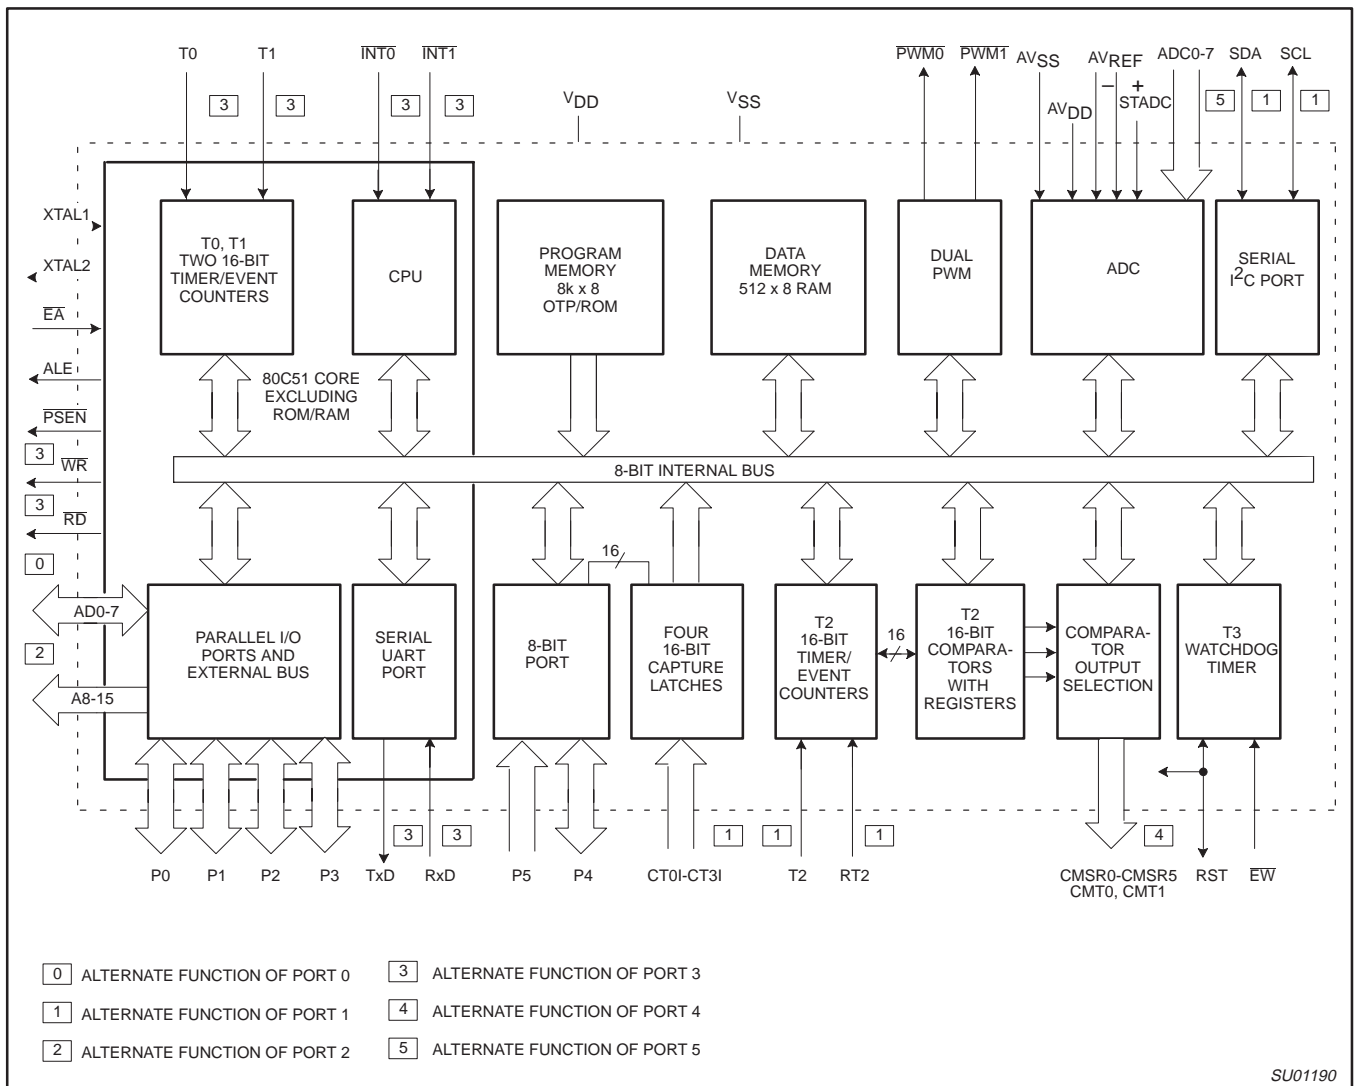 T0 T1 INT0 INT1 PWM0 PWM1 AVSS AVREF ADC0-7 SDA SCL
− +
STADC
3 3 3 3 5 1 1
VDD VSS AVDD
XTAL1
XTAL2
EA
ALE
PSEN
3
WR
3
RD
0
AD0-7
2
A8-15
T0, T1
TWO 16-BIT
TIMER/EVENT
COUNTERS
CPU
PROGRAM
MEMORY
8k x 8
OTP/ROM
DATA
MEMORY
512 x 8 RAM
DUAL
PWM
ADC
SERIAL
I2C PORT
80C51 CORE
EXCLUDING
ROM/RAM
8-BIT INTERNAL BUS
PARALLEL I/O
PORTS AND
EXTERNAL BUS
SERIAL
UART
PORT
8-BIT
PORT
16
FOUR
16-BIT
CAPTURE
LATCHES
T2
16-BIT
TIMER/
EVENT
COUNTERS
16
T2
16-BIT
COMPARA-
TORS
WITH
REGISTERS
COMPARA-
TOR
OUTPUT
SELECTION
T3
WATCHDOG
TIMER
3 3 1 1 1 4
P0 P1 P2 P3 TxD RxD P5 P4 CT0I-CT3I T2 RT2 CMSR0-CMSR5 RST EW
CMT0, CMT1
0 ALTERNATE FUNCTION OF PORT 0
1 ALTERNATE FUNCTION OF PORT 1
2 ALTERNATE FUNCTION OF PORT 2
3 ALTERNATE FUNCTION OF PORT 3
4 ALTERNATE FUNCTION OF PORT 4
5 ALTERNATE FUNCTION OF PORT 5
SU01190